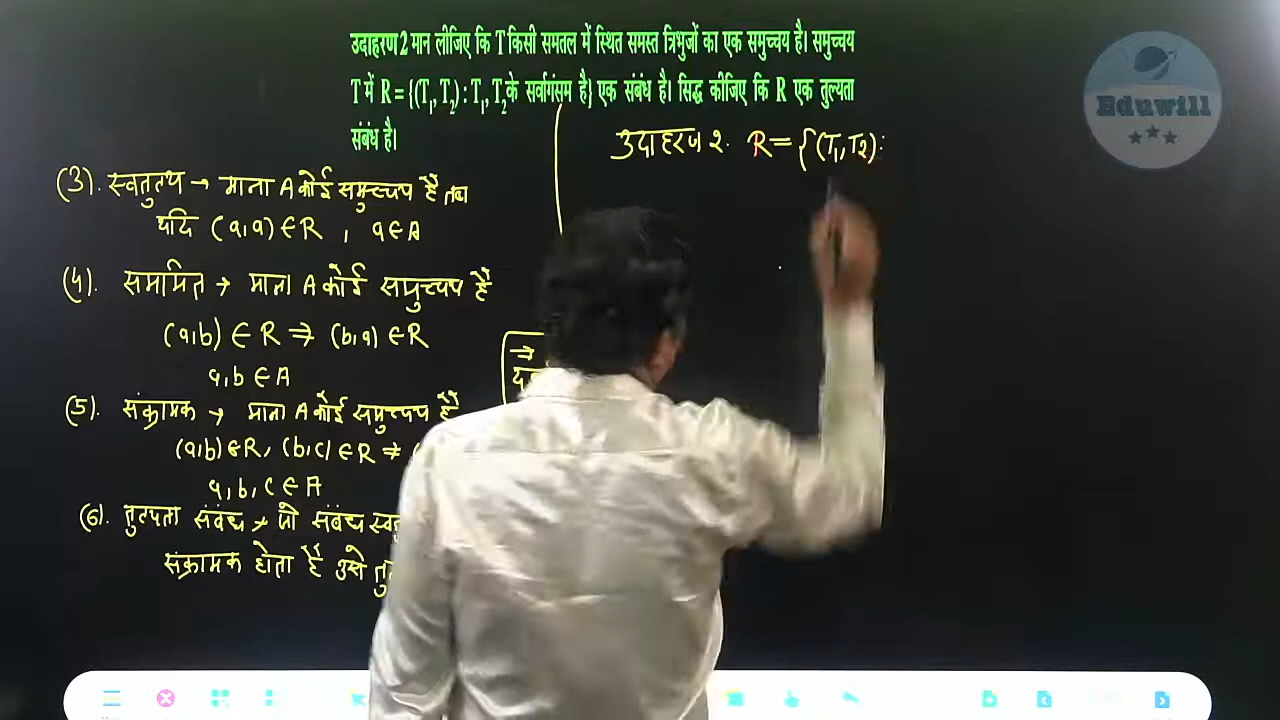 उदाहरण 2 मान लीजिए कि T किसी समतल में स्थित समस्त त्रिभुजों का एक समुच्चय है। समुच्चय
T में R = {(T₁, T₂) : T₁, T₂ के सर्वागंसम है} एक संबंध है। सिद्ध कीजिए कि R एक तुल्यता
संबंध है।
Eduwill
उदाहरण 2. R = {(T₁, T₂) :
(3). स्वतुल्य → माना A कोई समुच्चय है तब
यदि (a,a) ∈ R , a ∈ A
(4). सममित → माना A कोई समुच्चय है
(a,b) ∈ R ⇒ (b,a) ∈ R
a,b ∈ A
(5). संक्रामक → माना A कोई समुच्चय है
(a,b) ∈ R, (b,c) ∈ R ⇒
a, b, c ∈ A
(6). तुल्यता संबंध → जो संबंध
संक्रामक होता है उसे
⇒